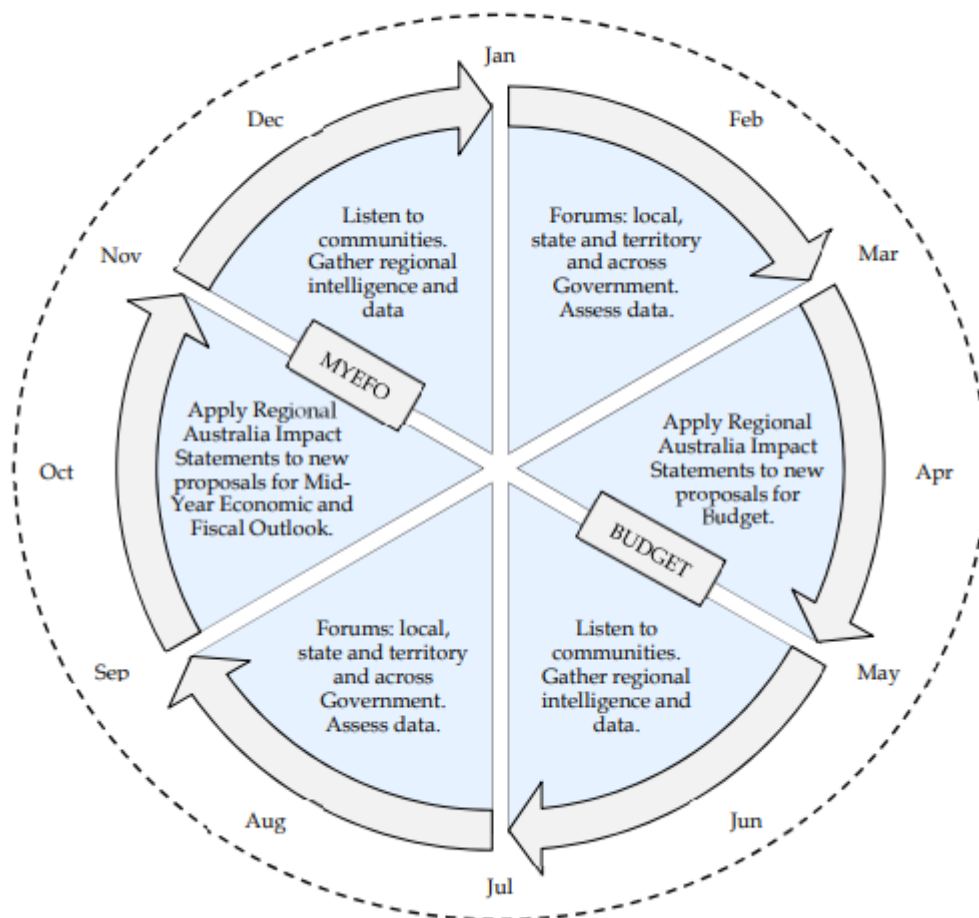 Jan
Feb
Mar
Apr
May
Jun
Jul
Aug
Sep
Oct
Nov
Dec
Forums: local,
state and territory
and across
Government.
Assess data.
Apply Regional
Australia Impact
Statements to new
proposals for
Budget.
BUDGET
Listen to
communities.
Gather regional
intelligence and
data.
Forums: local,
state and territory
and across
Government.
Assess data.
Apply Regional
Australia Impact
Statements to new
proposals for Mid-
Year Economic and
Fiscal Outlook.
MYEFO
Listen to
communities.
Gather regional
intelligence and
data